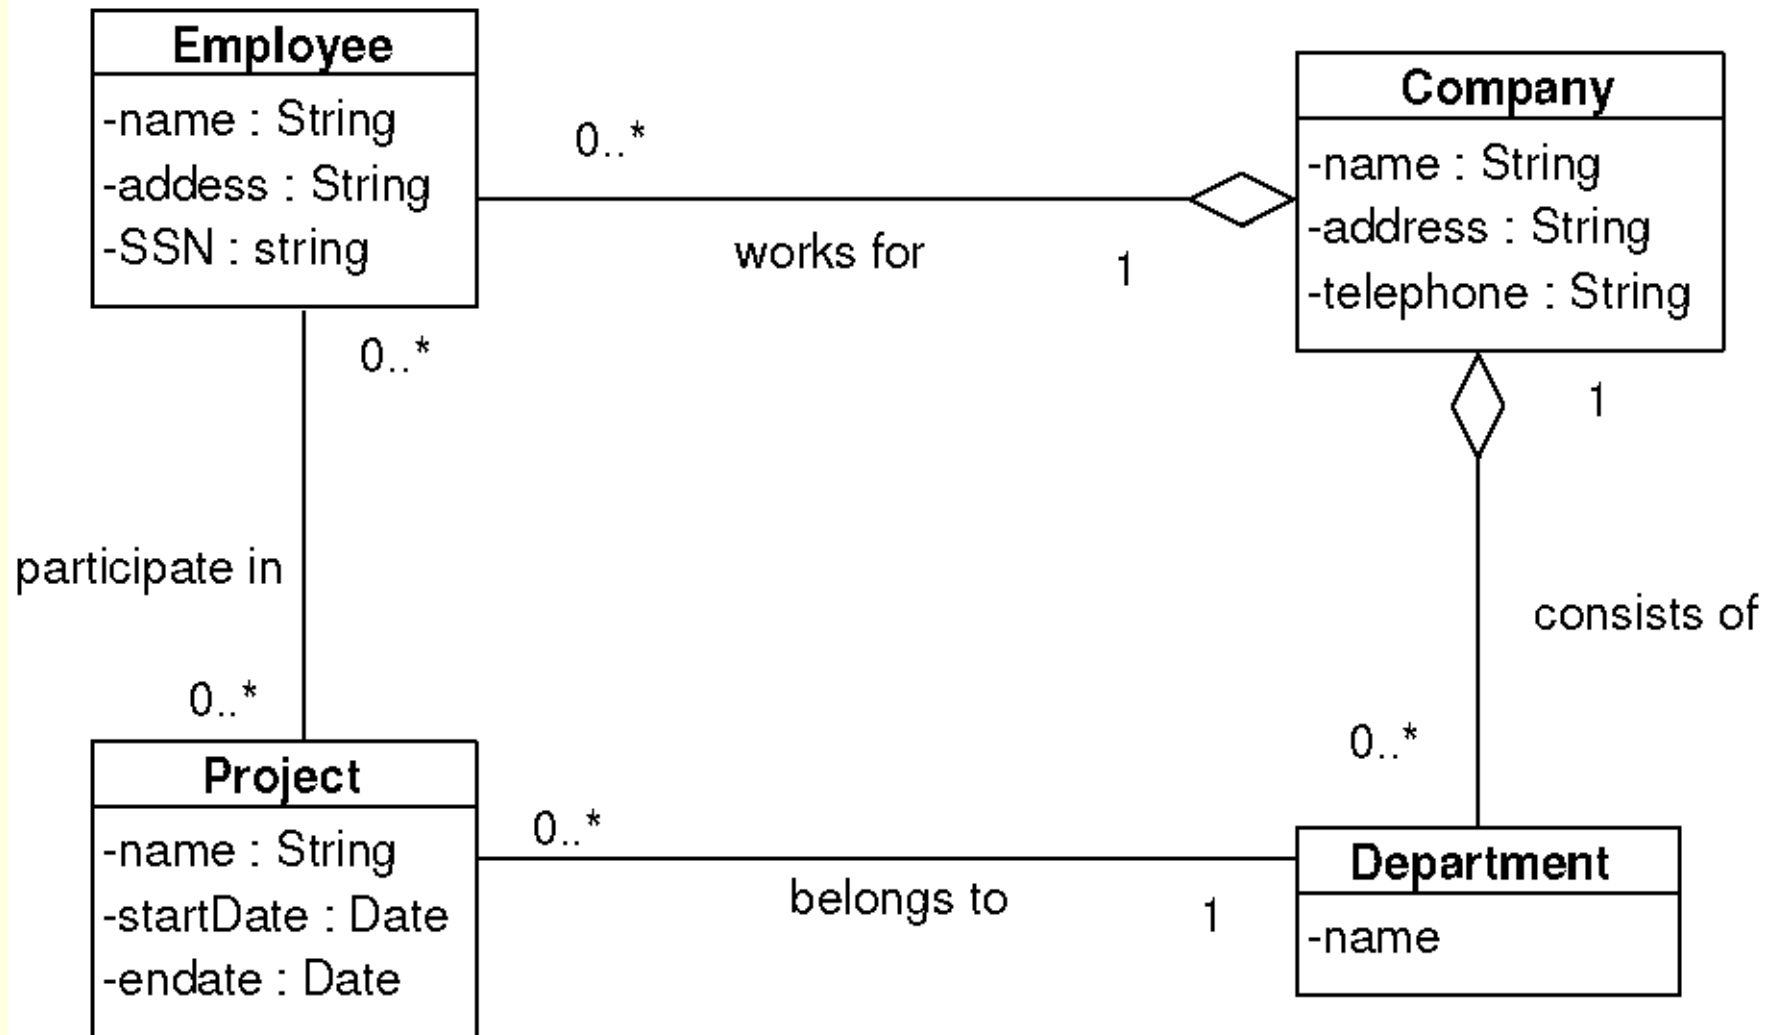 Employee
-name : String
-addess : String
-SSN : string
0..*
works for
1
Company
-name : String
-address : String
-telephone : String
0..*
participate in
0..*
1
consists of
0..*
Project
-name : String
-startDate : Date
-endate : Date
0..*
belongs to
1
Department
-name